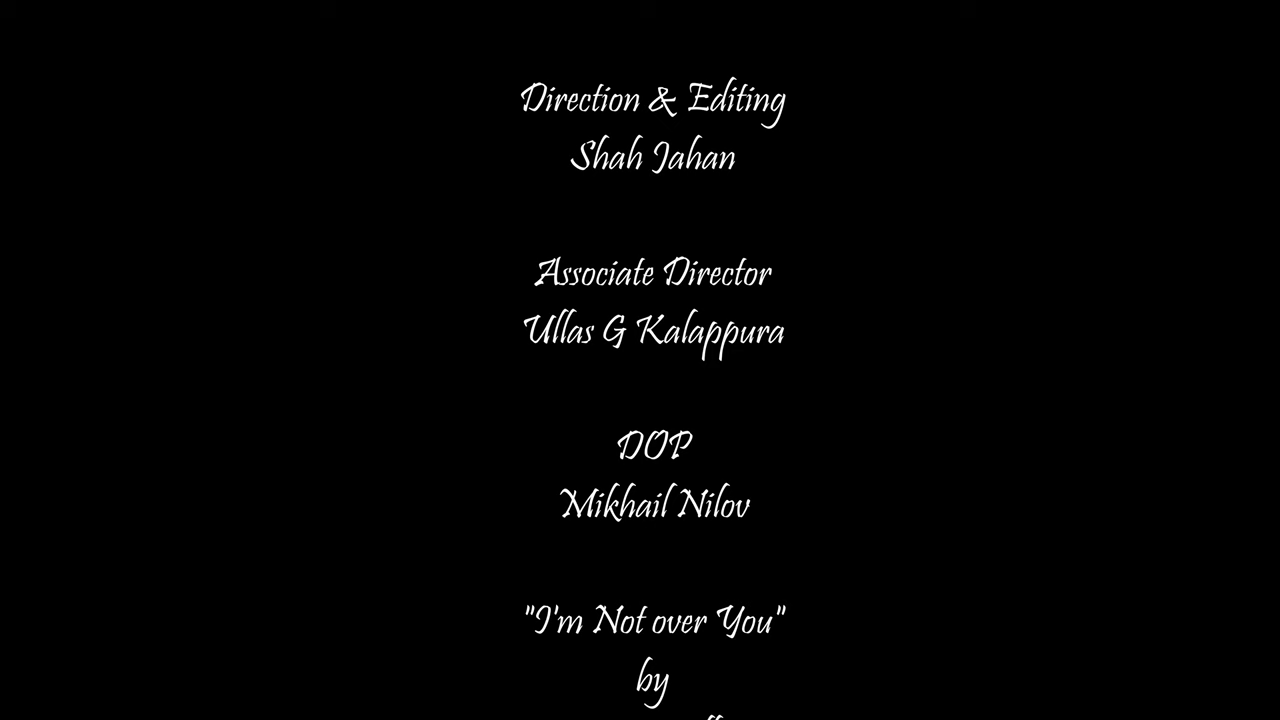 Direction & Editing
Shah Jahan
Associate Director
Ullas G Kalappura
DOP
Mikhail Nilov
"I'm Not over You"
by